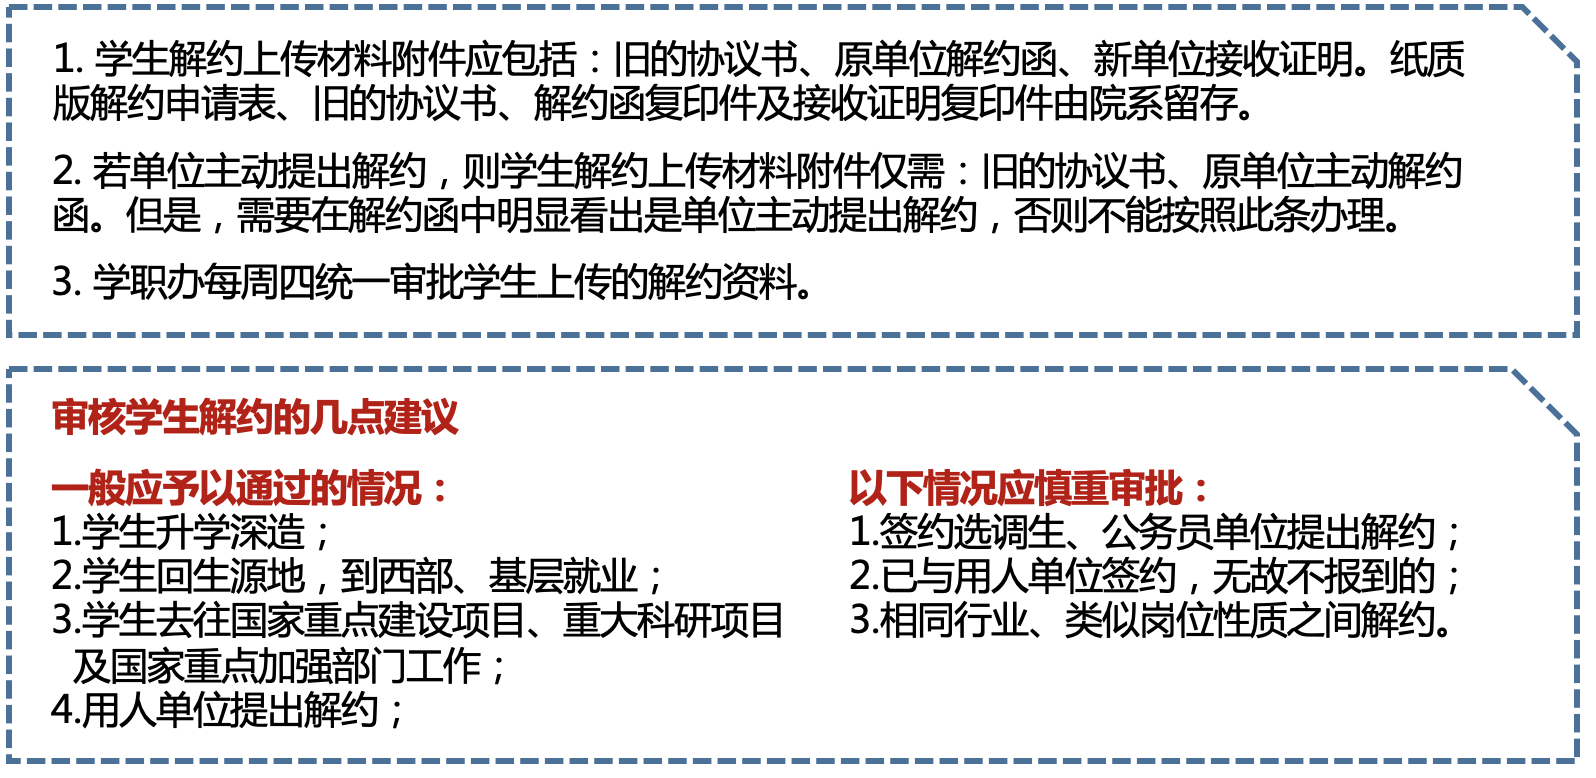 1. 学生解约上传材料附件应包括：旧的协议书、原单位解约函、新单位接收证明。纸质
版解约申请表、旧的协议书、解约函复印件及接收证明复印件由院系留存。
2. 若单位主动提出解约，则学生解约上传材料附件仅需：旧的协议书、原单位主动解约
函。但是，需要在解约函中明显看出是单位主动提出解约，否则不能按照此条办理。
3. 学职办每周四统一审批学生上传的解约资料。
审核学生解约的几点建议
一般应予以通过的情况：
1.学生升学深造；
2.学生回生源地，到西部、基层就业；
3.学生去往国家重点建设项目、重大科研项目
及国家重点加强部门工作；
4.用人单位提出解约；
以下情况应慎重审批：
1.签约选调生、公务员单位提出解约；
2.已与用人单位签约，无故不报到的；
3.相同行业、类似岗位性质之间解约。